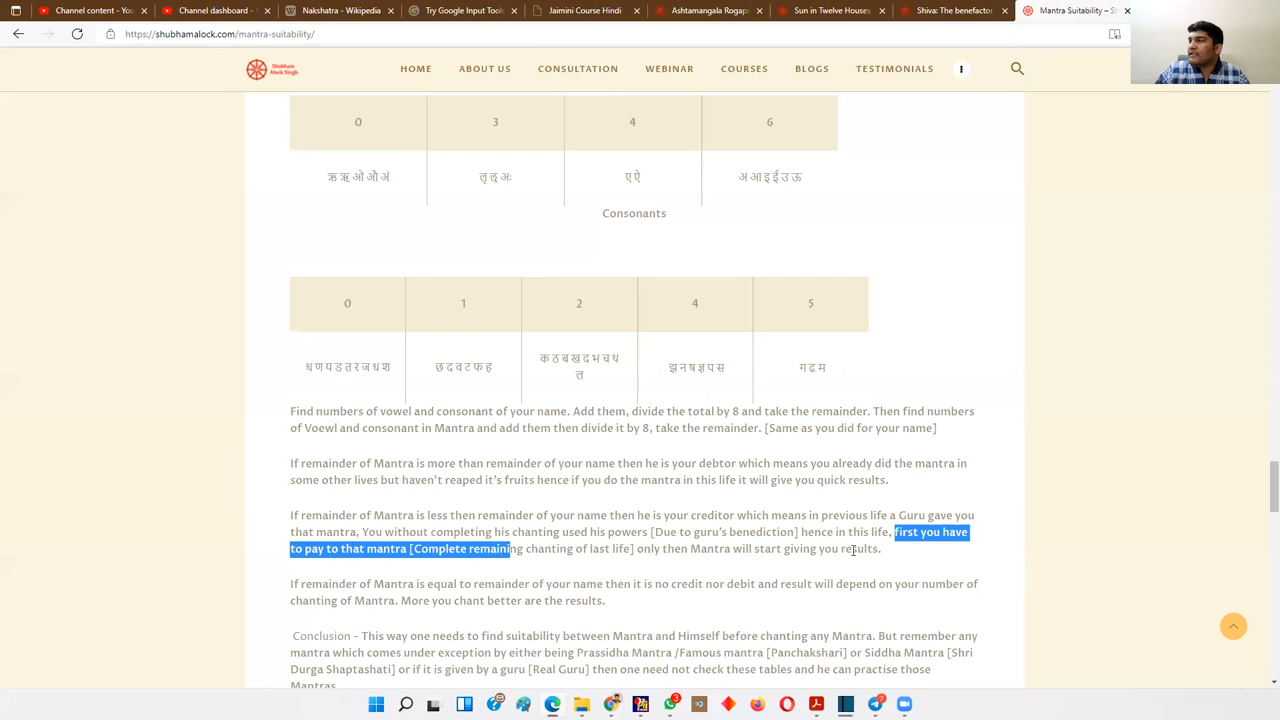 Channel content - You
Channel dashboard -
Nakshatra - Wikipedia
Try Google Input Tools
Jaimini Course Hindi
Ashtamangala Rogap
Sun in Twelve Houses
Shiva: The benefactor
Mantra Suitability – S
https://shubhamalock.com/mantra-suitability/
ShubHam Alock Singh
HOME
ABOUT US
CONSULTATION
WEBINAR
COURSES
BLOGS
TESTIMONIALS
0 3 4 6
ऋ ॠ ओ औ अं लृ ॡ अः ए ऐ अ आ इ ई उ ऊ
Consonants
0 1 2 4 5
क ठ ब ख द भ च थ
ध ण य ड त र ज ध श छ द व ट फ ह झ न ष ज्ञ प स ग ढ म
ल
Find numbers of vowel and consonant of your name. Add them, divide the total by 8 and take the remainder. Then find numbers
of Voewl and consonant in Mantra and add them then divide it by 8, take the remainder. [Same as you did for your name]
If remainder of Mantra is more than remainder of your name then he is your debtor which means you already did the mantra in
some other lives but haven't reaped it's fruits hence if you do the mantra in this life it will give you quick results.
If remainder of Mantra is less then remainder of your name then he is your creditor which means in previous life a Guru gave you
that mantra, You without completing his chanting used his powers [Due to guru's benediction] hence in this life, first you have
to pay to that mantra [Complete remaining chanting of last life] only then Mantra will start giving you results.
If remainder of Mantra is equal to remainder of your name then it is no credit nor debit and result will depend on your number of
chanting of Mantra. More you chant better are the results.
Conclusion – This way one needs to find suitability between Mantra and Himself before chanting any Mantra. But remember any
mantra which comes under exception by either being Prassidha Mantra /Famous mantra [Panchakshari] or Siddha Mantra [Shri
Durga Shaptashati] or if it is given by a guru [Real Guru] then one need not check these tables and he can practise those
Mantras